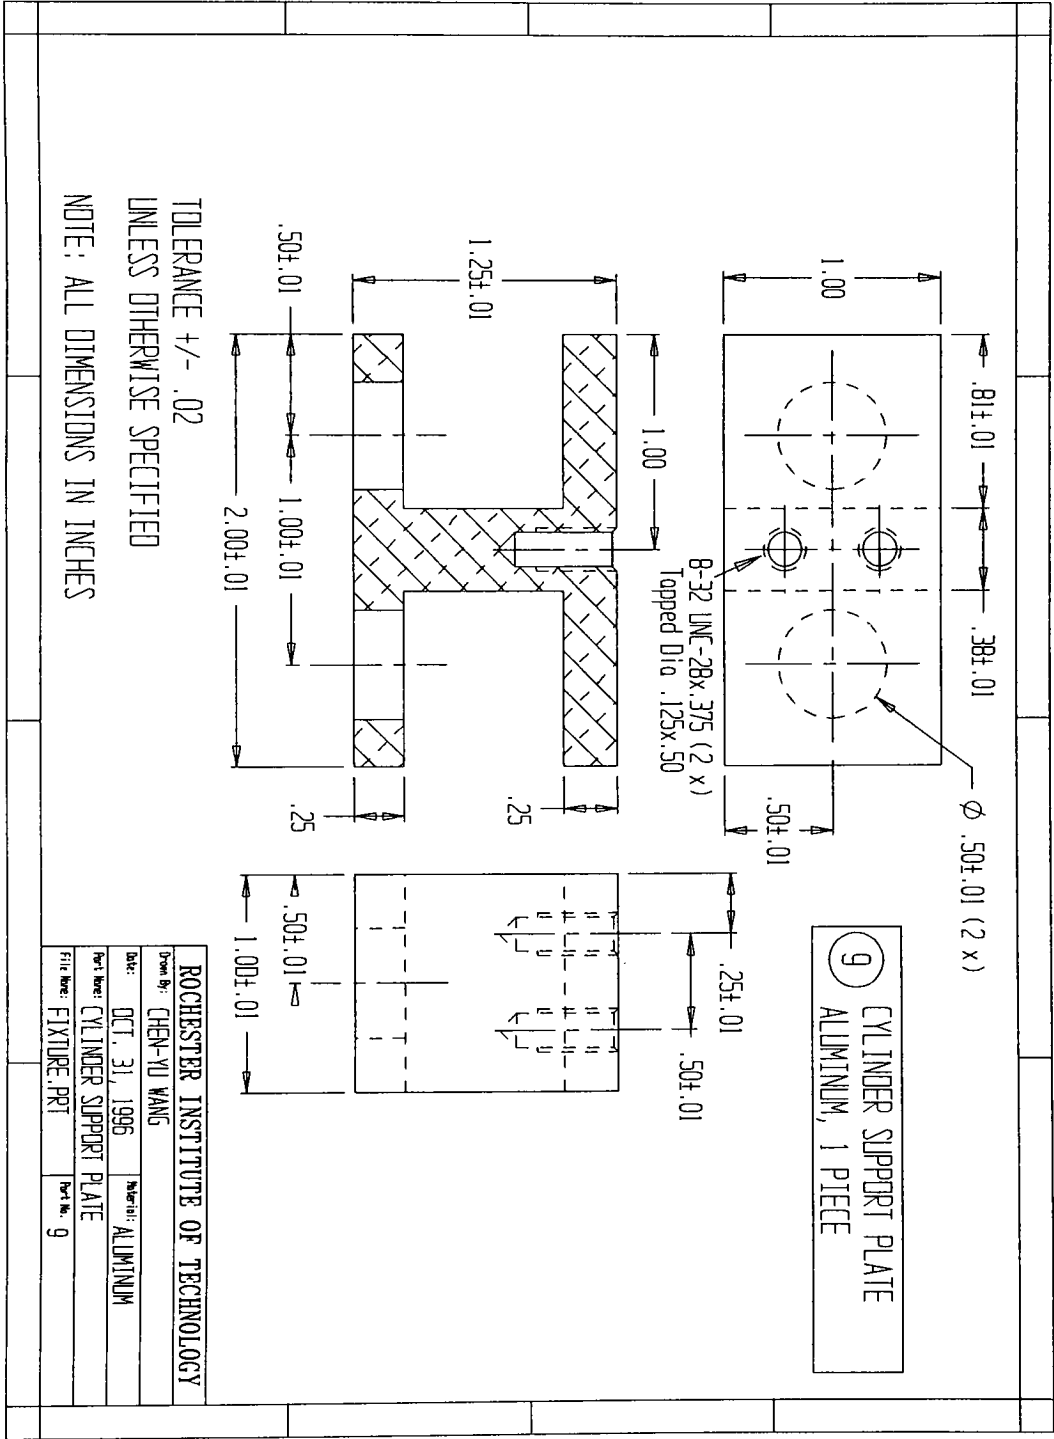 .81±.01
.38±.01
Ø .50±.01 (2 x)
1.00
.50±.01
8-32 UNC-2Bx.375 (2 x)
Tapped Dia .125x.50
9
CYLINDER SUPPORT PLATE
ALUMINUM, 1 PIECE
1.00
1.25±.01
.25
.25
.50±.01
1.00±.01
2.00±.01
.25±.01
.50±.01
.50±.01
1.00±.01
TOLERANCE +/- .02
UNLESS OTHERWISE SPECIFIED
NOTE: ALL DIMENSIONS IN INCHES
ROCHESTER INSTITUTE OF TECHNOLOGY
Drawn By: CHEN-YU WANG
Date: OCT. 31, 1996
Material: ALUMINUM
Part Name: CYLINDER SUPPORT PLATE
File Name: FIXTURE.PRT
Part No. 9